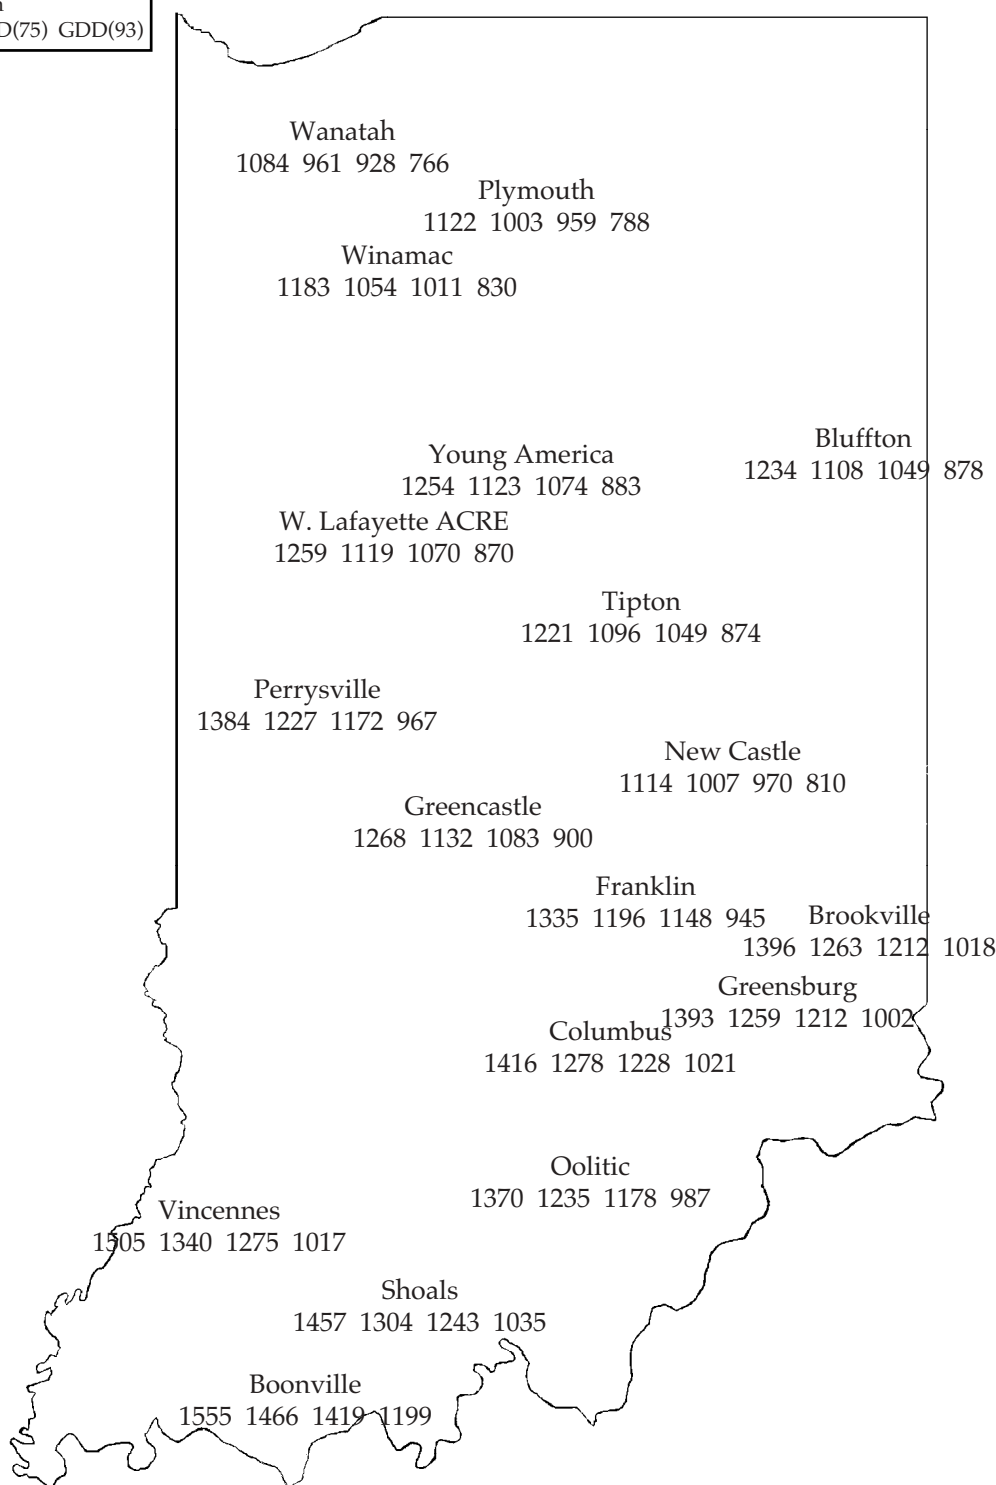 GDD(93)
Wanatah
1084 961 928 766
Plymouth
1122 1003 959 788
Winamac
1183 1054 1011 830
Bluffton
1234 1108 1049 878
Young America
1254 1123 1074 883
W. Lafayette ACRE
1259 1119 1070 870
Tipton
1221 1096 1049 874
Perrysville
1384 1227 1172 967
New Castle
1114 1007 970 810
Greencastle
1268 1132 1083 900
Franklin
1335 1196 1148 945
Brookville
1396 1263 1212 1018
Greensburg
1393 1259 1212 1002
Columbus
1416 1278 1228 1021
Oolitic
1370 1235 1178 987
Vincennes
1505 1340 1275 1017
Shoals
1457 1304 1243 1035
Boonville
1555 1466 1419 1199